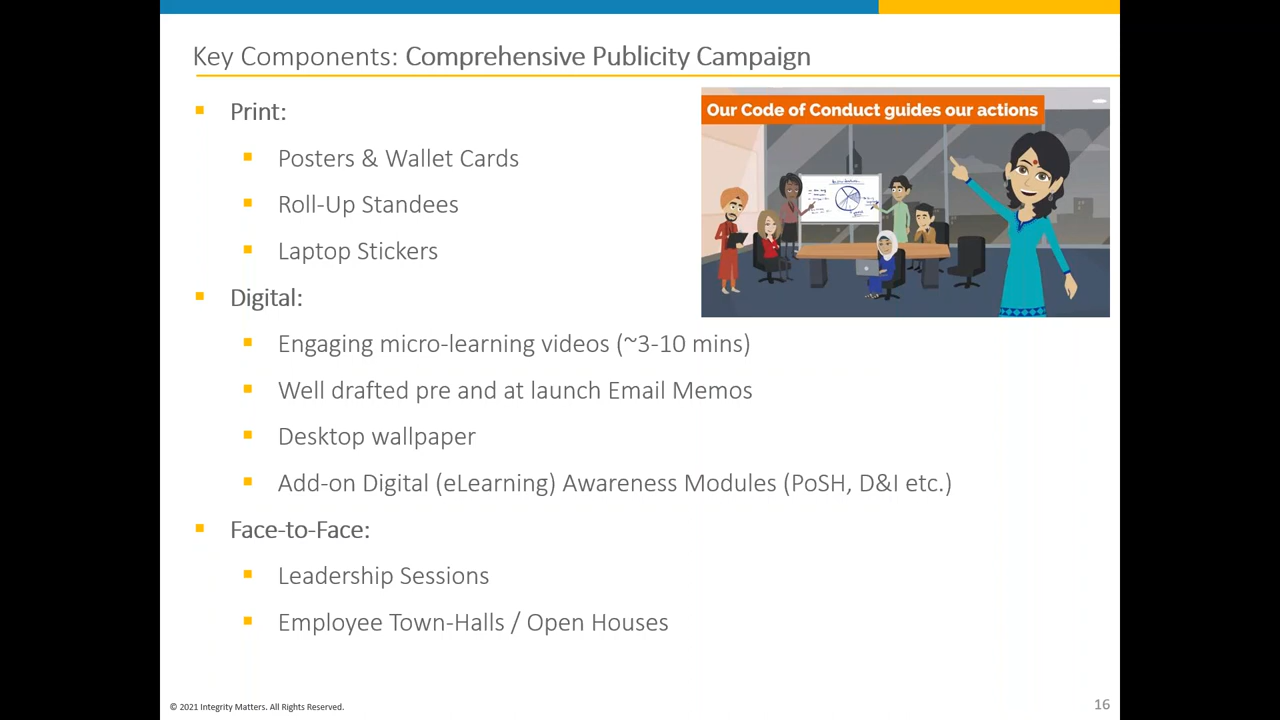 Key Components: Comprehensive Publicity Campaign
Print:
Posters & Wallet Cards
Roll-Up Standees
Laptop Stickers
Our Code of Conduct guides our actions
Digital:
Engaging micro-learning videos (~3-10 mins)
Well drafted pre and at launch Email Memos
Desktop wallpaper
Add-on Digital (eLearning) Awareness Modules (PoSH, D&I etc.)
Face-to-Face:
Leadership Sessions
Employee Town-Halls / Open Houses
© 2021 Integrity Matters. All Rights Reserved.
16